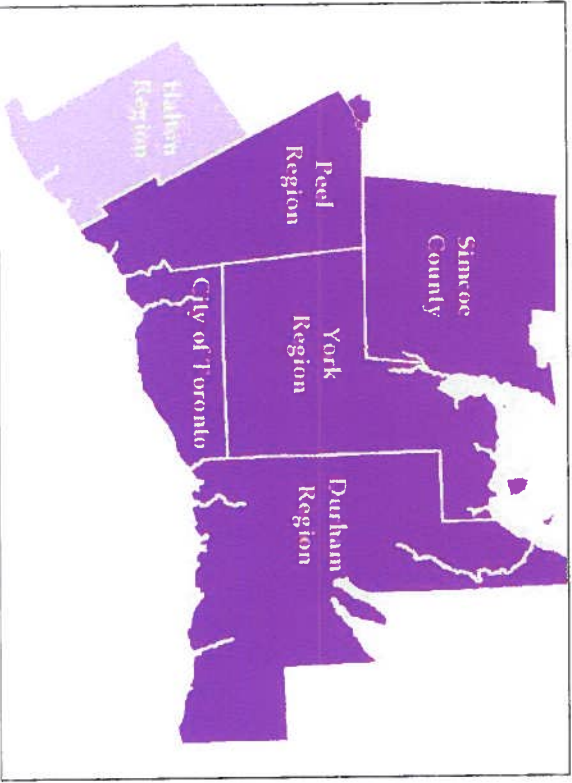 Simcoe
County
Peel
Region
York
Region
Durham
Region
Halton
Region
City of Toronto